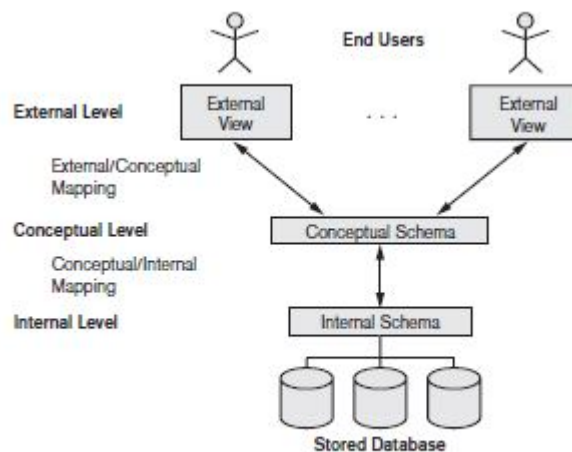 End Users
External Level
External
View
. . .
External
View
External/Conceptual
Mapping
Conceptual Level
Conceptual Schema
Conceptual/Internal
Mapping
Internal Level
Internal Schema
Stored Database